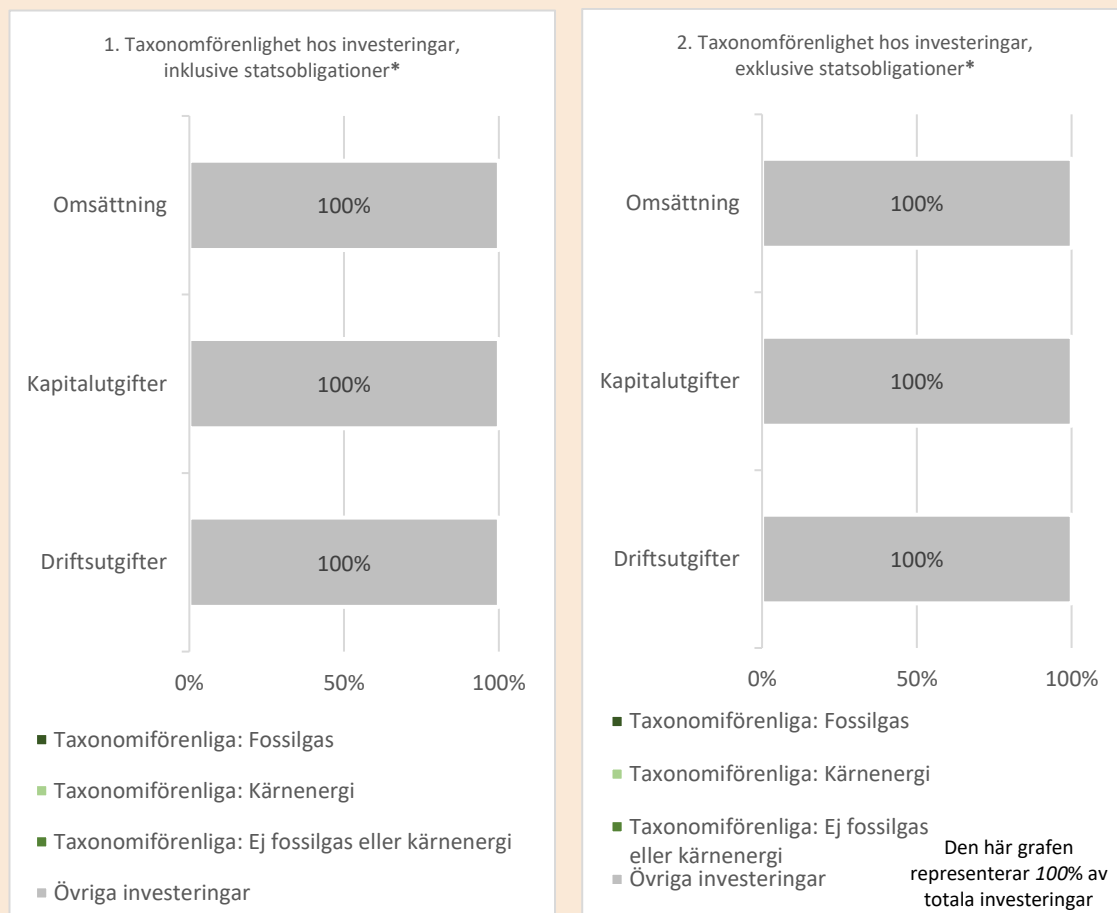 1. Taxonomförenlighet hos investeringar,
inklusive statsobligationer*
Omsättning
100%
Kapitalutgifter
100%
Driftsutgifter
100%
0%
50%
100%
■ Taxonomiförenliga: Fossilgas
■ Taxonomiförenliga: Kärnenergi
■ Taxonomiförenliga: Ej fossilgas eller kärnenergi
■ Övriga investeringar
2. Taxonomförenlighet hos investeringar,
exklusive statsobligationer*
Omsättning
100%
Kapitalutgifter
100%
Driftsutgifter
100%
0%
50%
100%
■ Taxonomiförenliga: Fossilgas
■ Taxonomiförenliga: Kärnenergi
■ Taxonomiförenliga: Ej fossilgas
eller kärnenergi
■ Övriga investeringar
Den här grafen
representerar 100% av
totala investeringar